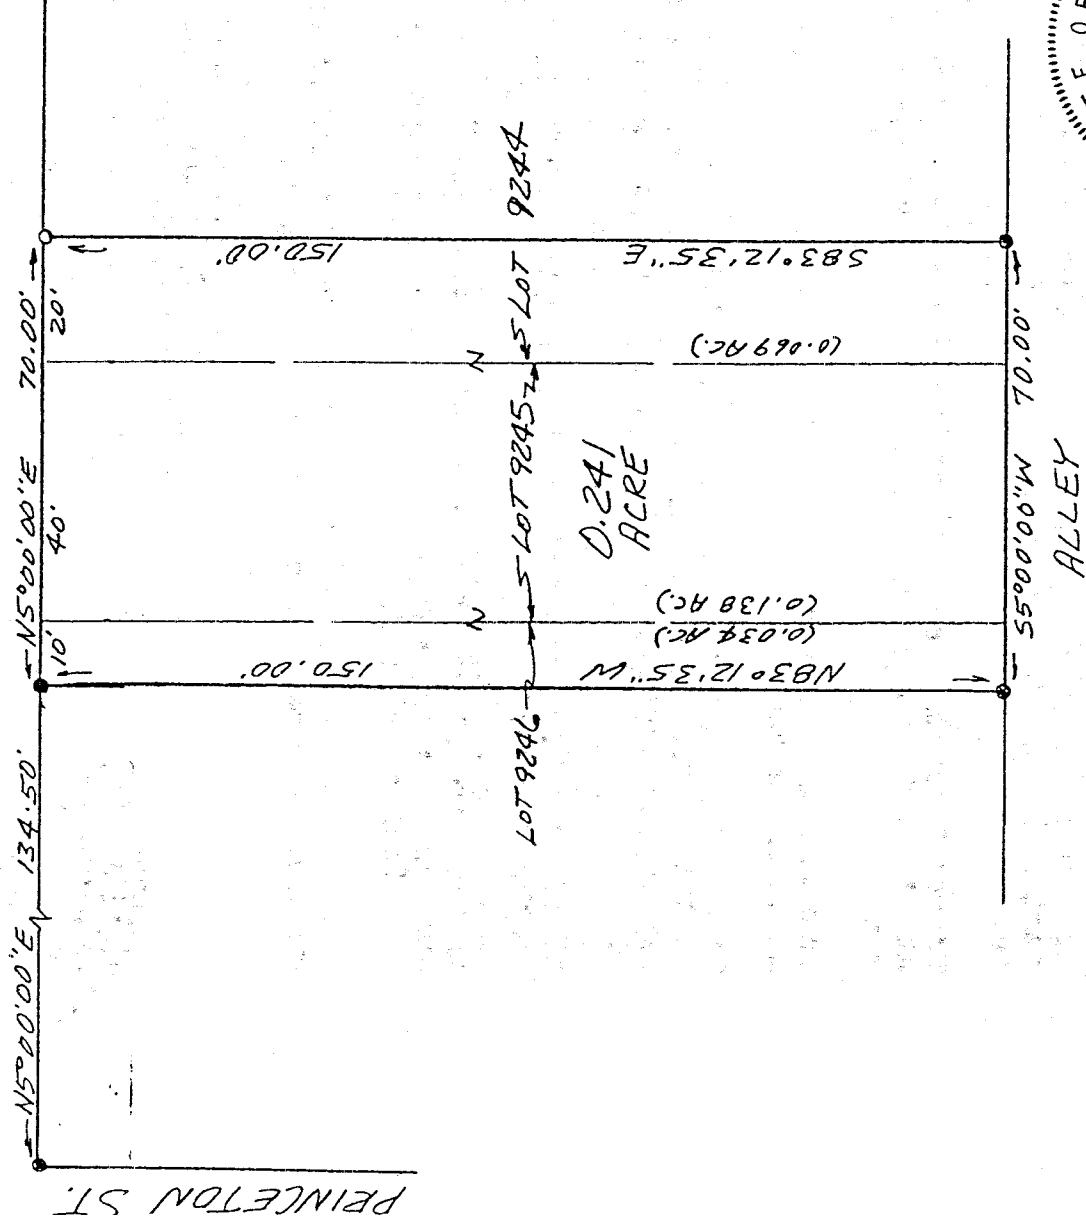 PRINCETON ST.
N5°00'00"E 134.50'
N5°00'00"E 70.00'
10'
40'
20'
150.00'
N83°12'35"W
150.00'
S83°12'35"E
(0.034 AC.)
(0.138 AC.)
(0.069 AC.)
N
N
LOT 9246
S LOT 9245
S LOT 9244
0.241
ACRE
S5°00'00"W 70.00'
ALLEY